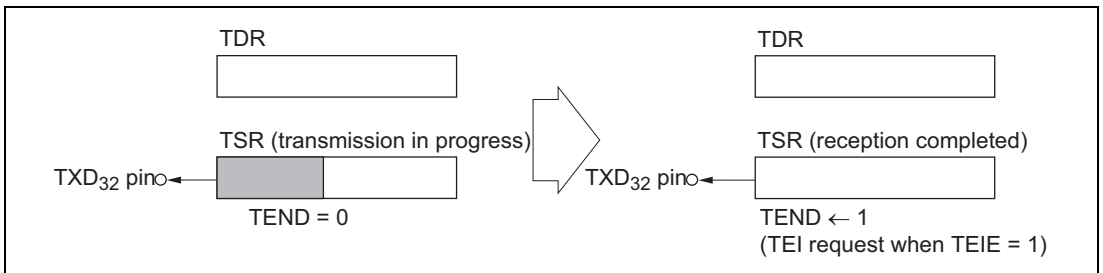 TDR
TSR (transmission in progress)
TXD32 pin
TEND = 0
TDR
TSR (reception completed)
TXD32 pin
TEND ← 1
(TEI request when TEIE = 1)